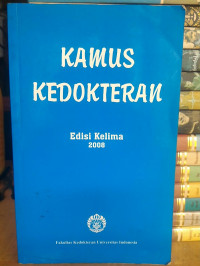 KAMUS
KEDOKTERAN
Edisi Kelima
2008
Fakultas Kedokteran Universitas Indonesia